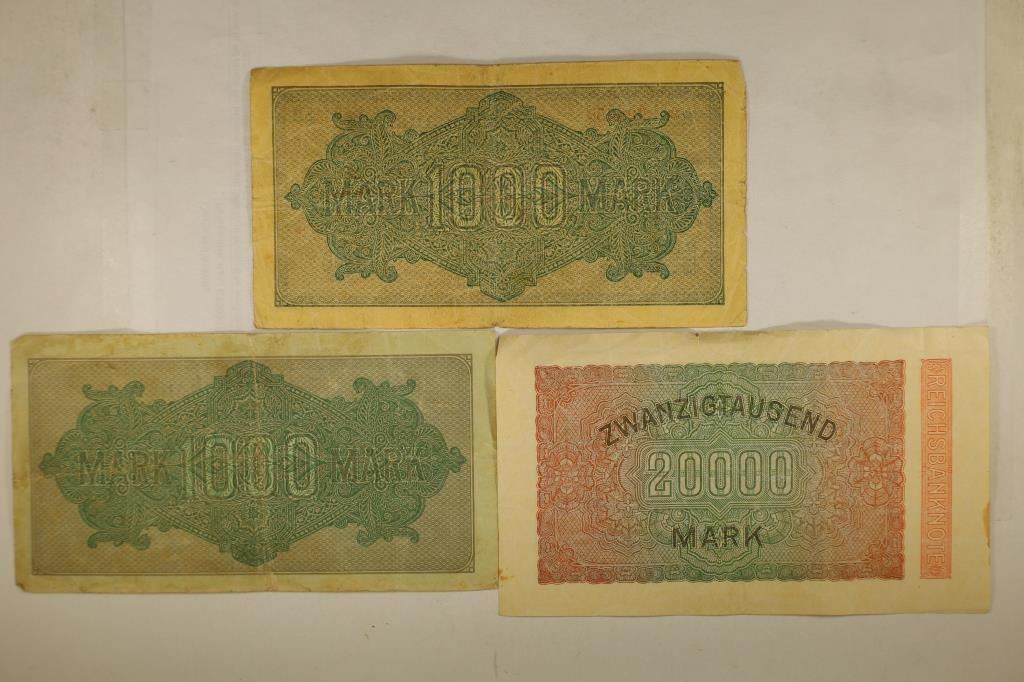 MARK 1000 MARK
MARK 1000 MARK
ZWANZIGTAUSEND
20000
MARK
REICHSBANKNOTE